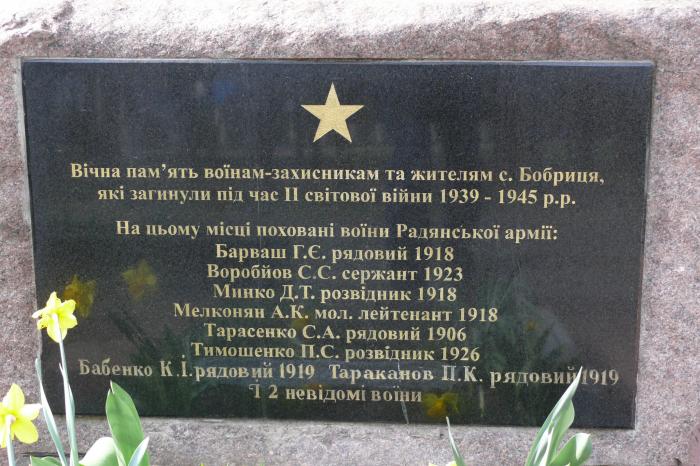 Вічна пам'ять воїнам-захисникам та жителям с. Бобриця,
які загинули під час ІІ світової війни 1939 - 1945 р.р.
На цьому місці поховані воїни Радянської армії:
Барваш Г.Є. рядовий 1918
Воробйов С.С. сержант 1923
Минко Д.Т. розвідник 1918
Мелконян А.К. мол. лейтенант 1918
Тарасенко С.А. рядовий 1906
Тимошенко П.С. розвідник 1926
Бабенко К.І.рядовий 1919 Тараканов П.К. рядовий 1919
І 2 невідомі воїни